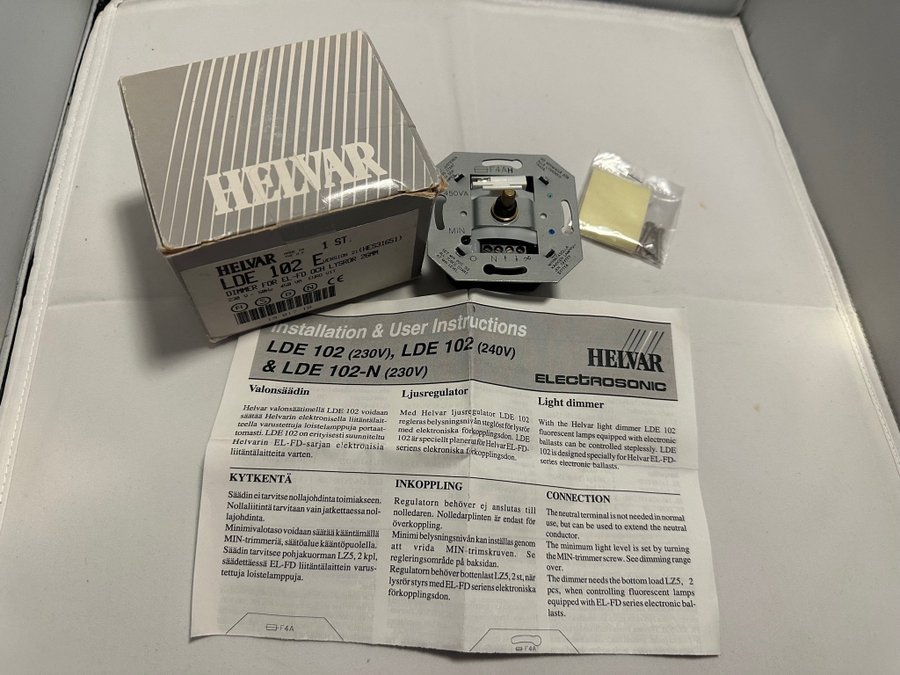 HELVAR
HELVAR
1 ST.
LDE 102 E VERSION 21(HES31651)
DIMMER FÖR EL-FD OCH LYSRÖR 26MM
CE
F4AH
450VA
MIN
Installation & User Instructions
LDE 102 (230V), LDE 102 (240V)
& LDE 102-N (230V)
HELVAR
ELECTROSONIC
Valonsäädin
Helvar valonsäätimellä LDE 102 voidaan
säätää Helvarin elektronisella liitäntälait-
teella varustettuja loistelamppuja portaat-
tomasti. LDE 102 on erityisesti suunniteltu
Helvarin EL-FD-sarjan elektronisia
liitäntälaitteita varten.
KYTKENTÄ
Säädin ei tarvitse nollajohdinta toimiakseen.
Nollaliitintä tarvitaan vain jatkettaessa nol-
lajohdinta.
Minimivalotaso voidaan säätää kääntämällä
MIN-trimmeriä, säätöalue kääntöpuolella.
Säädin tarvitsee pohjakuorman LZ5, 2 kpl,
säädettäessä EL-FD liitäntälaittein varus-
tettuja loistelamppuja.
Ljusregulator
Med Helvar ljusregulator LDE 102
regleras belysningsnivån steglöst för lysrör
med elektroniska förkopplingsdon. LDE
102 är speciellt planerat för Helvar EL-FD-
seriens elekroniska förkopplingsdon.
INKOPPLING
Regulatorn behöver ej anslutas till
nolledaren. Nolledarplinten är endast för
överkoppling.
Minimi belysningsnivån kan inställas genom
att vrida MIN-trimskruven. Se
regleringsområde på baksidan.
Regulatorn behöver bottenlast LZ5, 2 st, när
lysrör styrs med EL-FD seriens elektroniska
förkopplingsdon.
Light dimmer
With the Helvar light dimmer LDE 102
fluorescent lamps equipped with electronic
ballasts can be controlled steplessly. LDE
102 is designed specially for Helvar EL-FD-
series electronic ballasts.
CONNECTION
The neutral terminal is not needed in normal
use, but can be used to extend the neutral
conductor.
The minimum light level is set by turning
the MIN-trimmer screw. See dimming range
over.
The dimmer needs the bottom load LZ5, 2
pcs, when controlling fluorescent lamps
equipped with EL-FD series electronic bal-
lasts.
F4A
F4A